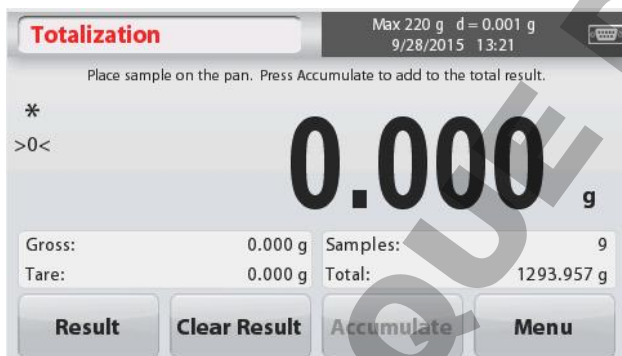 Totalization
Max 220 g d = 0.001 g
9/28/2015 13:21
Place sample on the pan. Press Accumulate to add to the total result.
*
>0<
0.000 g
Gross: 0.000 g Samples: 9
Tare: 0.000 g Total: 1293.957 g
Result Clear Result Accumulate Menu